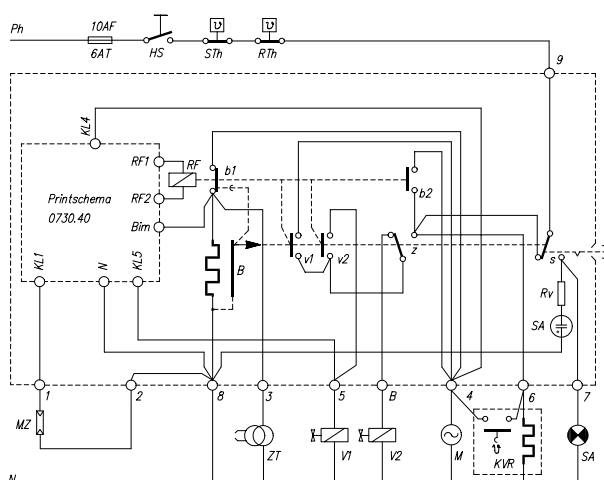 Ph
10AF
6AT
HS
υ
STh
υ
RTh
9
KL4
RF1
RF
b1
b2
Printschema
0730.40
RF2
Bim
KL1
N
KL5
B
v1
v2
z
s
Rv
SA
1
2
8
3
5
B
4
6
7
MZ
ZT
V1
V2
M
υ
KVR
SA
N